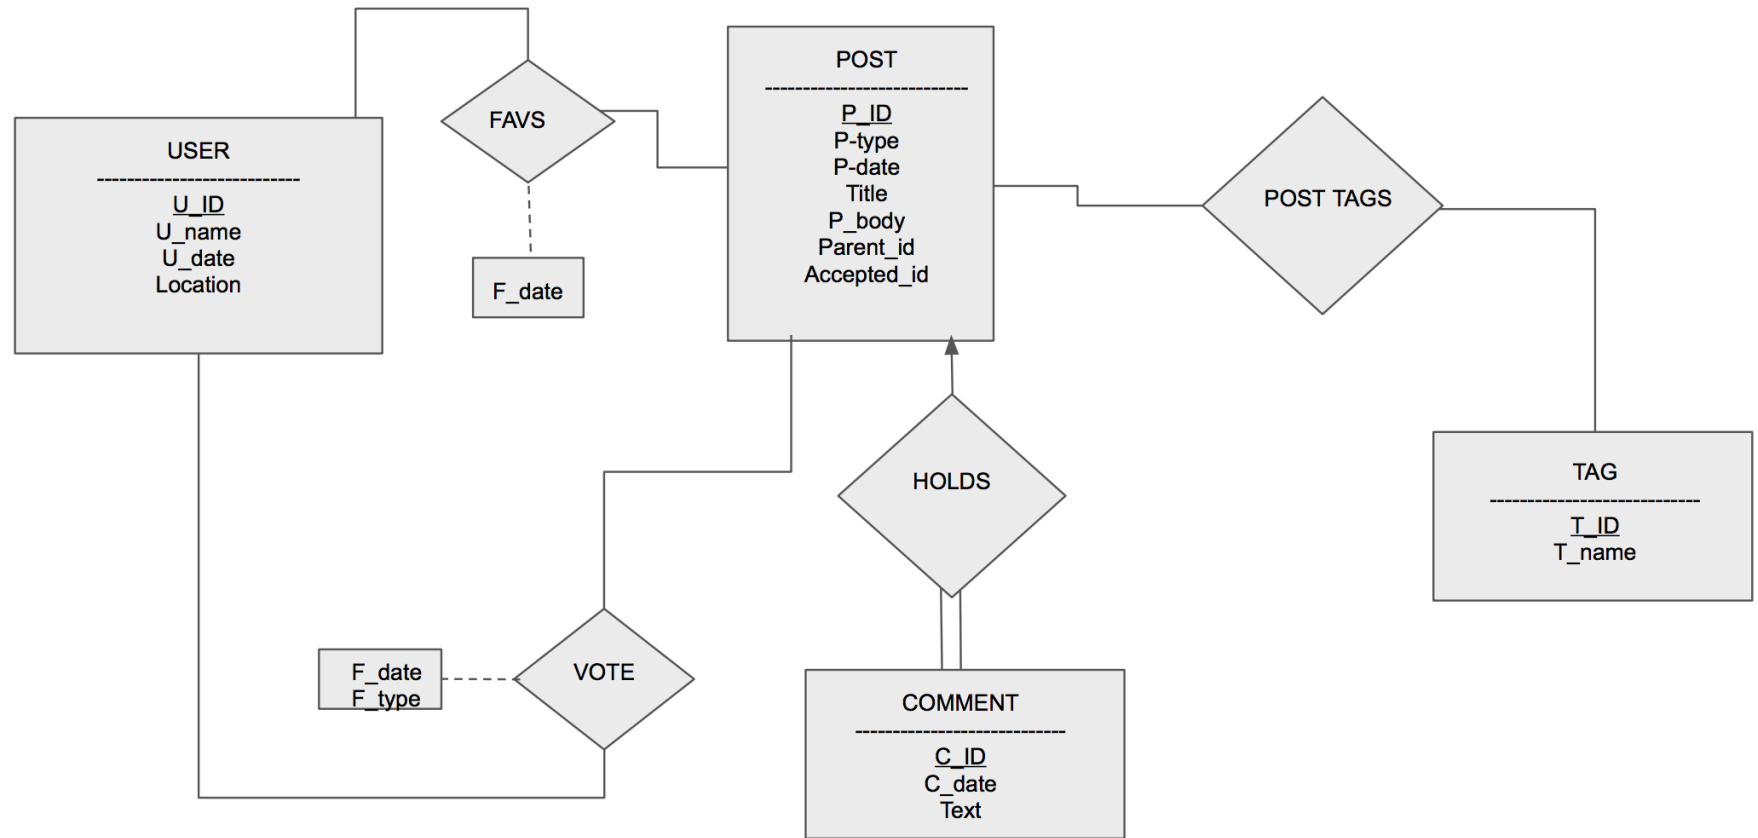 POST
---------------------------
P_ID
P-type
P-date
Title
P_body
Parent_id
Accepted_id
FAVS
USER
---------------------------
U_ID
U_name
U_date
Location
F_date
POST TAGS
HOLDS
TAG
----------------------------
T_ID
T_name
F_date
F_type
VOTE
COMMENT
----------------------------
C_ID
C_date
Text